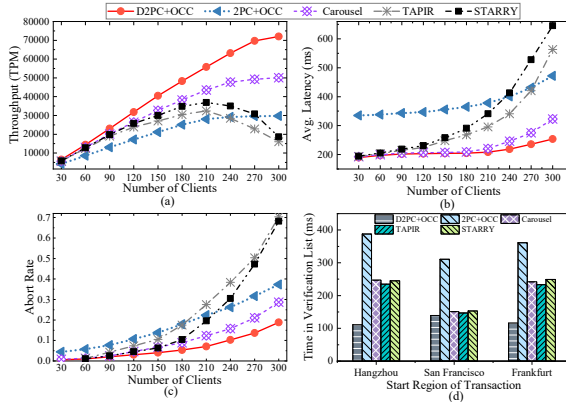 D2PC+OCC 2PC+OCC Carousel TAPIR STARRY
Throughput (TPM)
80000
70000
60000
50000
40000
30000
20000
10000
0
30 60 90 120 150 180 210 240 270 300
Number of Clients
(a)
Avg. Latency (ms)
600
500
400
300
200
30 60 90 120 150 180 210 240 270 300
Number of Clients
(b)
Abort Rate
0.7
0.6
0.5
0.4
0.3
0.2
0.1
0.0
30 60 90 120 150 180 210 240 270 300
Number of Clients
(c)
Time in Verification List (ms)
400
300
200
100
0
D2PC+OCC 2PC+OCC Carousel
TAPIR STARRY
Hangzhou San Francisco Frankfurt
Start Region of Transaction
(d)